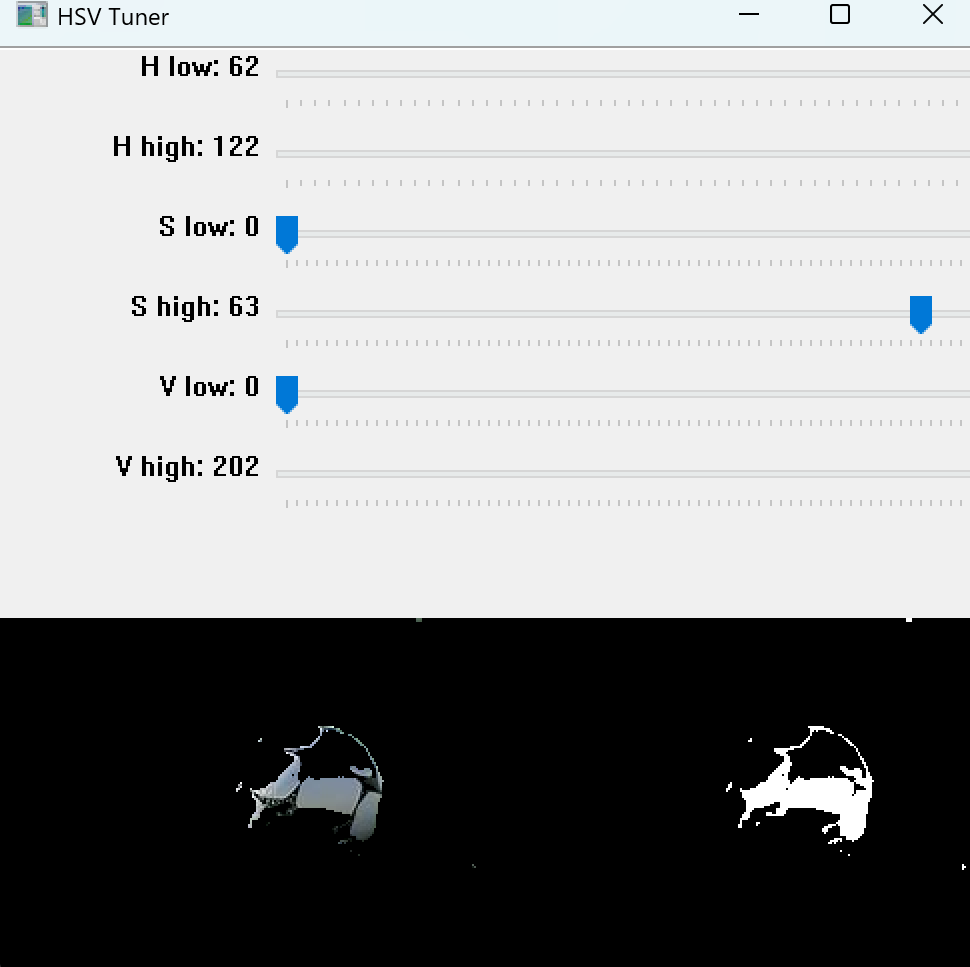 HSV Tuner
H low: 62
H high: 122
S low: 0
S high: 63
V low: 0
V high: 202